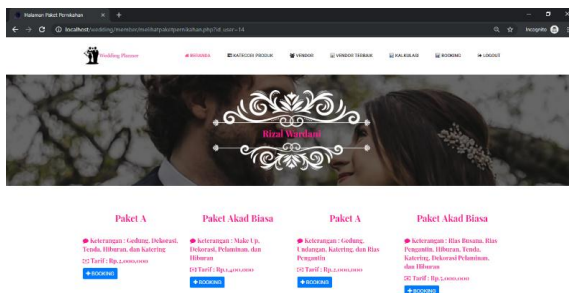 Halaman Paket Pernikahan
localhost/wedding/member/melihatpaketpernikahan.php?id_user=14
Incognito
Wedding Planner
BERANDA
KATEGORI PRODUK
VENDOR
VENDOR TERBAIK
KALKULASI
BOOKING
LOGOUT
Rizal Wardani
Paket A
Keterangan : Gedung, Dekorasi,
Tenda, Hiburan, dan Katering
Tarif : Rp.2,000,000
+ BOOKING
Paket Akad Biasa
Keterangan : Make Up,
Dekorasi, Pelaminan, dan
Hiburan
Tarif : Rp.1,400,000
+ BOOKING
Paket A
Keterangan : Gedung,
Undangan, Katering, dan Rias
Pengantin
Tarif : Rp.2,000,000
+ BOOKING
Paket Akad Biasa
Keterangan : Rias Busana, Rias
Pengantin, Hiburan, Tenda,
Katering, Dekorasi Pelaminan,
dan Hiburan
Tarif : Rp.5,000,000
+ BOOKING